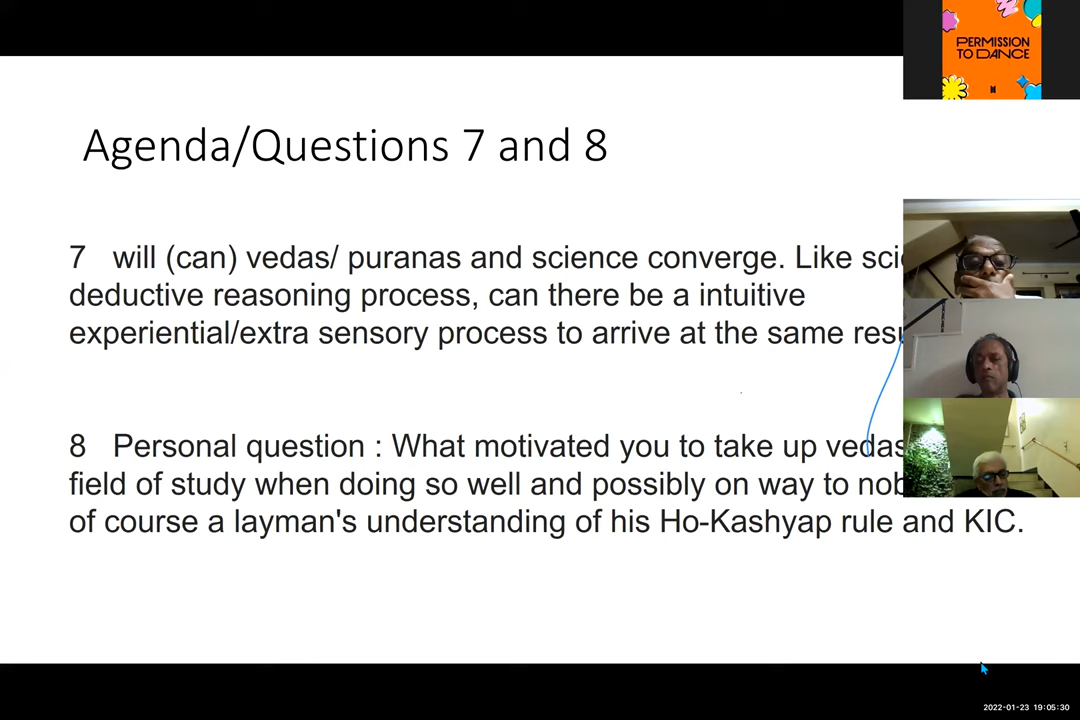 PERMISSION
TO DANCE
Agenda/Questions 7 and 8
7 will (can) vedas/ puranas and science converge. Like
deductive reasoning process, can there be a intuitive
experiential/extra sensory process to arrive at the same
8 Personal question : What motivated you to take up vedas
field of study when doing so well and possibly on way to
of course a layman's understanding of his Ho-Kashyap rule and KIC.
2022-01-23 19:05:30